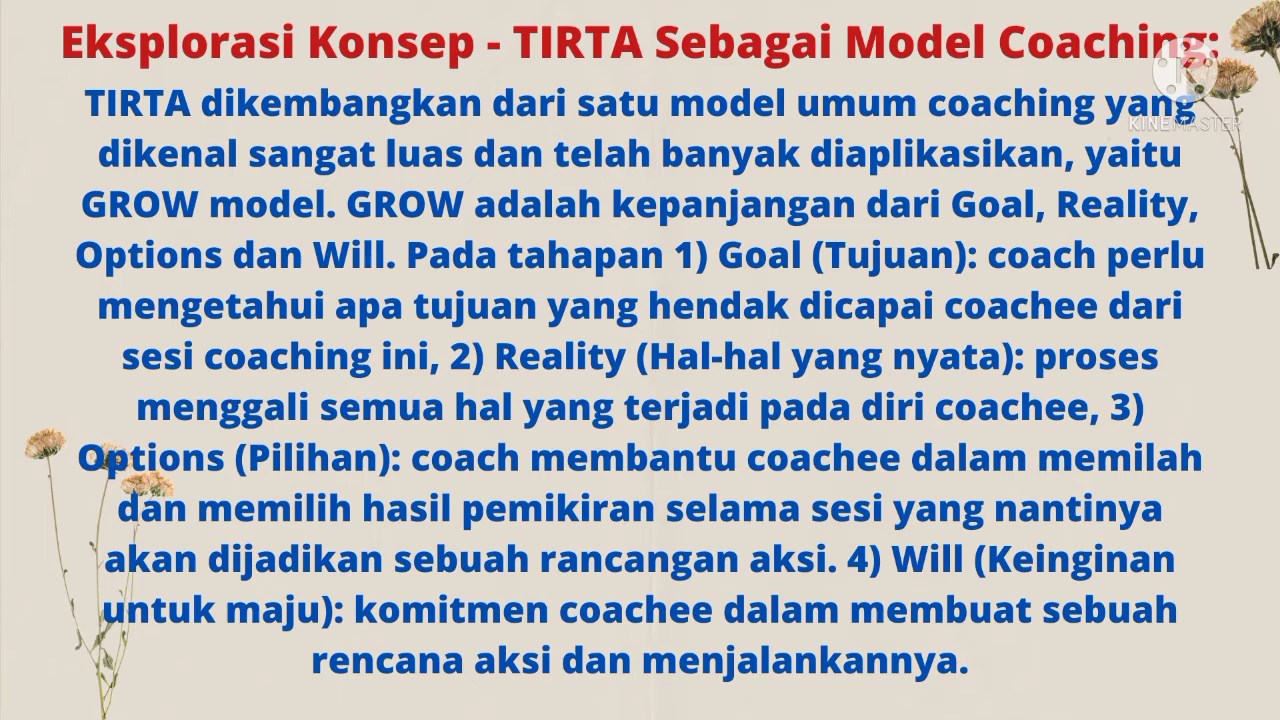 Eksplorasi Konsep - TIRTA Sebagai Model Coaching:
TIRTA dikembangkan dari satu model umum coaching yang
KINEMASTER
dikenal sangat luas dan telah banyak diaplikasikan, yaitu
GROW model. GROW adalah kepanjangan dari Goal, Reality,
Options dan Will. Pada tahapan 1) Goal (Tujuan): coach perlu
mengetahui apa tujuan yang hendak dicapai coachee dari
sesi coaching ini, 2) Reality (Hal-hal yang nyata): proses
menggali semua hal yang terjadi pada diri coachee, 3)
Options (Pilihan): coach membantu coachee dalam memilah
dan memilih hasil pemikiran selama sesi yang nantinya
akan dijadikan sebuah rancangan aksi. 4) Will (Keinginan
untuk maju): komitmen coachee dalam membuat sebuah
rencana aksi dan menjalankannya.